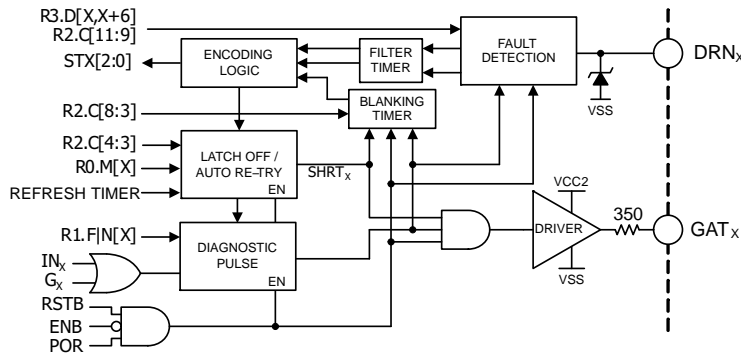 R3.D[X,X+6]
R2.C[11:9]
STX[2:0]
ENCODING
LOGIC
FILTER
TIMER
FAULT
DETECTION
DRNX
VSS
R2.C[8:3]
BLANKING
TIMER
R2.C[4:3]
R0.M[X]
REFRESH TIMER
LATCH OFF /
AUTO RE–TRY
EN
SHRTX
R1.F|N[X]
DIAGNOSTIC
PULSE
EN
VCC2
DRIVER
VSS
350
GATX
INX
GX
RSTB
ENB
POR